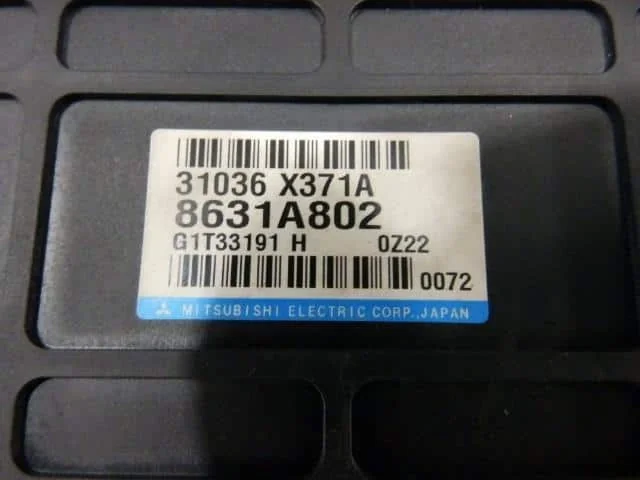 31036 X371A
8631A802
G1T33191 H 0Z22
0072
MITSUBISHI ELECTRIC CORP., JAPAN